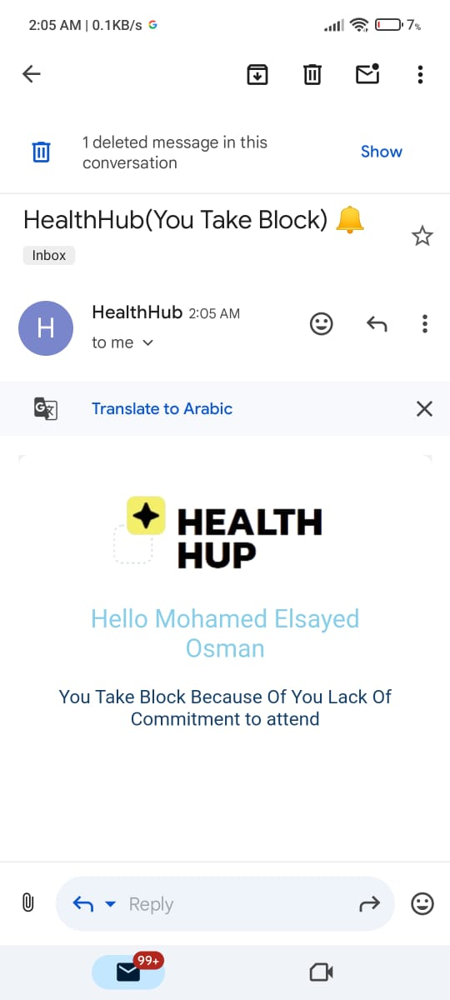 2:05 AM | 0.1KB/s
7%
1 deleted message in this
conversation
Show
HealthHub(You Take Block) 🔔
Inbox
H
HealthHub 2:05 AM
to me
Translate to Arabic
HEALTH
HUP
Hello Mohamed Elsayed
Osman
You Take Block Because Of You Lack Of
Commitment to attend
Reply
99+